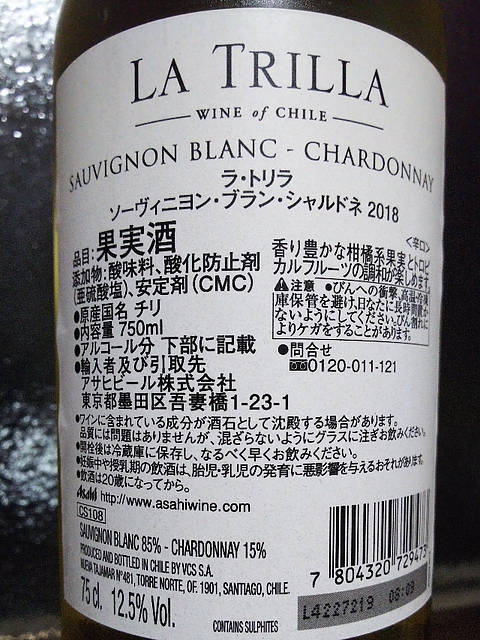 LA TRILLA
WINE of CHILE
SAUVIGNON BLANC - CHARDONNAY
ラ・トリラ
ソーヴィニヨン・ブラン・シャルドネ 2018
品目:果実酒
添加物:酸味料、酸化防止剤
(亜硫酸塩)、安定剤(CMC)
●原産国名 チリ
●内容量 750ml
●アルコール分 下部に記載
●輸入者及び引取先
アサヒビール株式会社
東京都墨田区吾妻橋1-23-1
<辛口>
香り豊かな柑橘系果実とトロピ
カルフルーツの調和が楽しめます。
⚠注意 ●びんへの衝撃、高温・冷凍
庫保管を避け、日なたに長時間置か
ないようにしてください。びん割れに
よりケガをすることがあります。
●問合せ
0120-011-121
●ワインに含まれている成分が酒石として沈殿する場合があります。
品質には問題はありませんが、混ざらないようにグラスに注ぎお飲みください。
●開栓後は冷蔵庫に保存し、なるべく早くお飲みください。
●妊娠中や授乳期の飲酒は、胎児・乳児の発育に悪影響を与えるおそれがあります。
●飲酒は20歳になってから。
Asahi http://www.asahiwine.com
CS108
SAUVIGNON BLANC 85% - CHARDONNAY 15%
PRODUCED AND BOTTLED IN CHILE BY VCS S.A.
NUEVA TAJAMAR N°481, TORRE NORTE, OF. 1901, SANTIAGO, CHILE.
75 cl. 12.5% Vol.
CONTAINS SULPHITES
7 804320 729473
L4227219 08:09